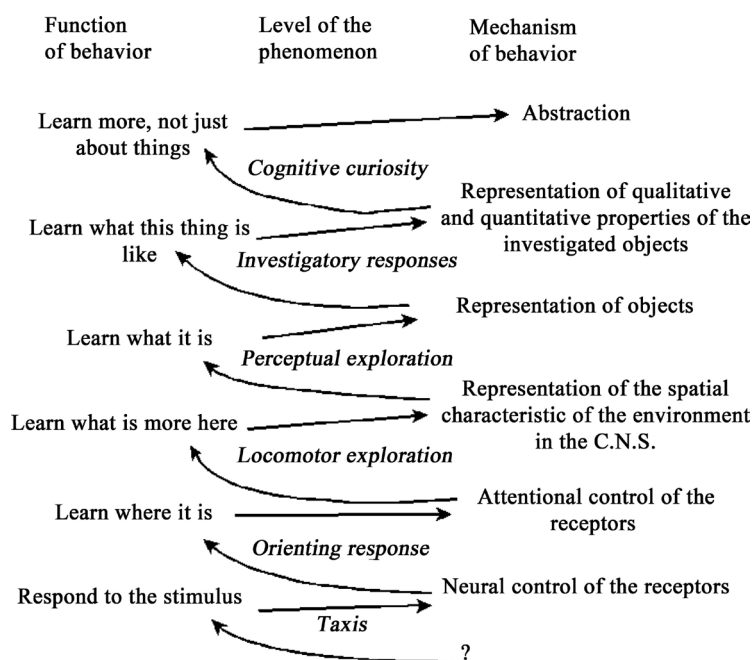 Function
of behavior
Level of the
phenomenon
Mechanism
of behavior
Learn more, not just
about things
Abstraction
Cognitive curiosity
Learn what this thing is
like
Representation of qualitative
and quantitative properties of the
investigated objects
Investigatory responses
Learn what it is
Representation of objects
Perceptual exploration
Learn what is more here
Representation of the spatial
characteristic of the environment
in the C.N.S.
Locomotor exploration
Learn where it is
Attentional control of the
receptors
Orienting response
Respond to the stimulus
Neural control of the receptors
Taxis
?